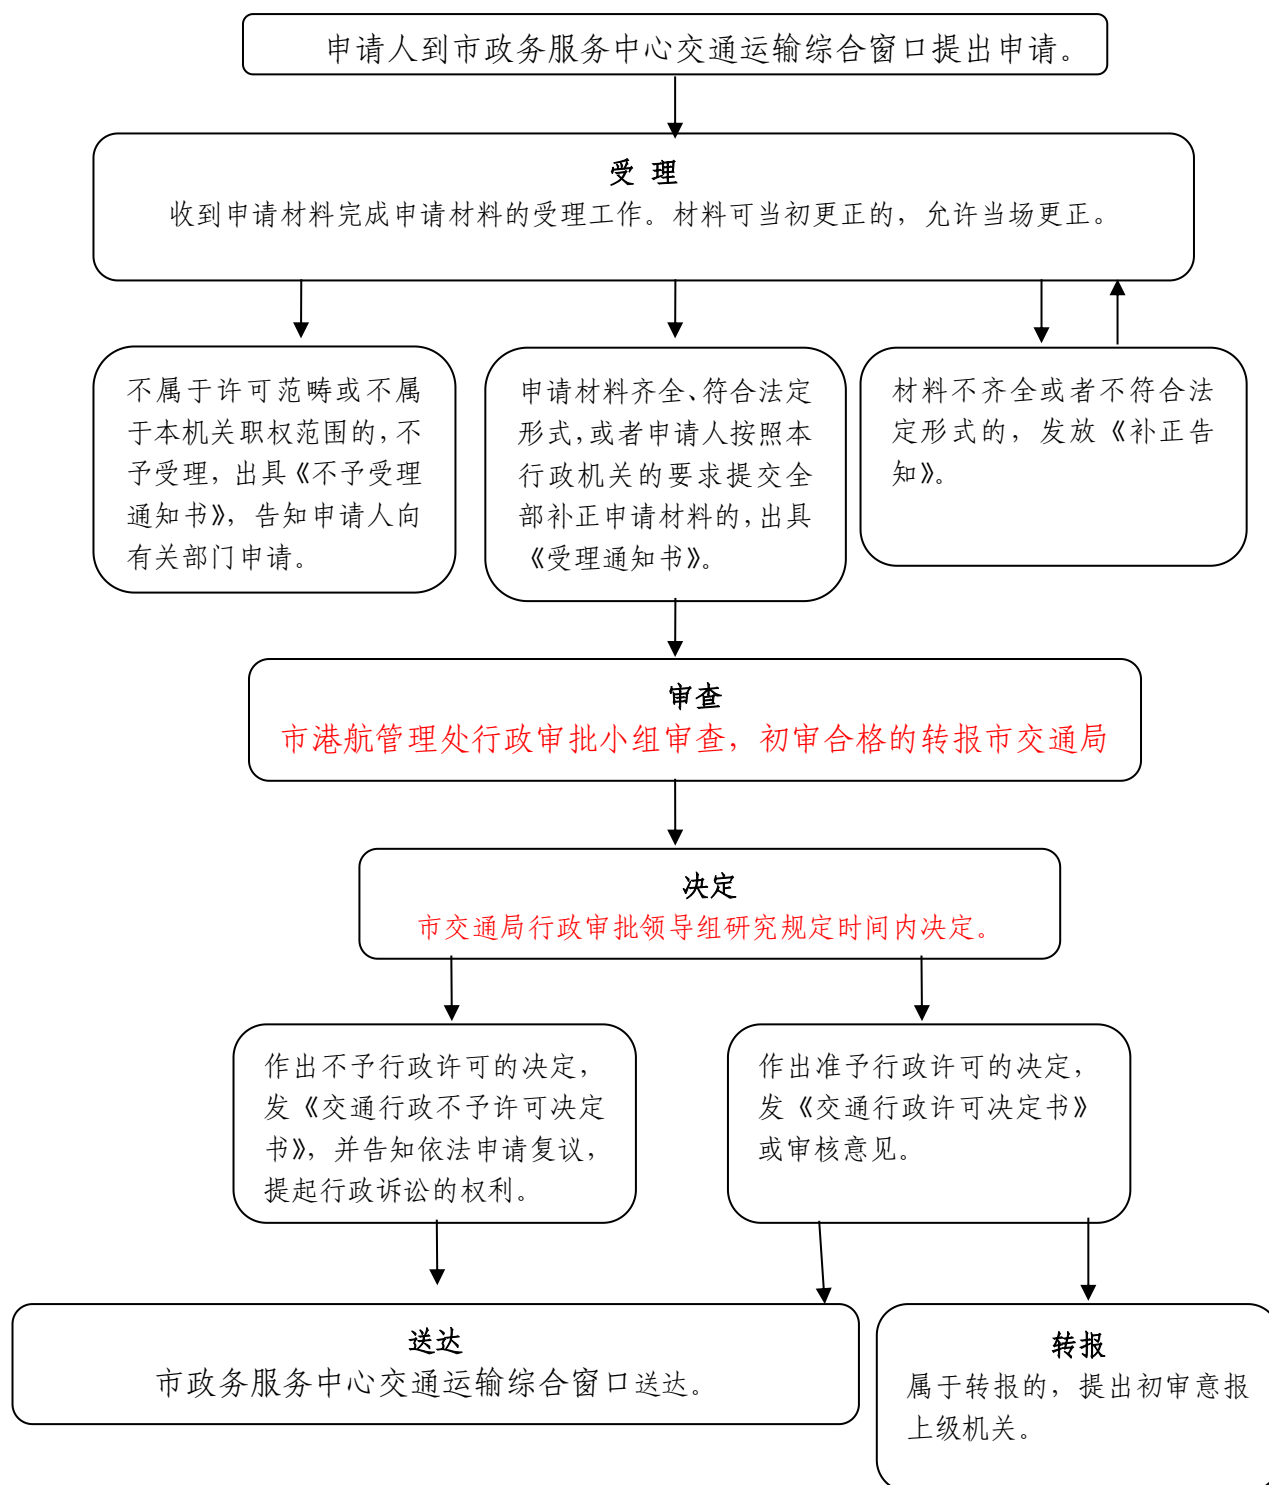 申请人到市政务服务中心交通运输综合窗口提出申请。
受 理
收到申请材料完成申请材料的受理工作。材料可当初更正的，允许当场更正。
不属于许可范畴或不属
于本机关职权范围的，不
予受理，出具《不予受理
通知书》，告知申请人向
有关部门申请。
申请材料齐全、符合法定
形式，或者申请人按照本
行政机关的要求提交全
部补正申请材料的，出具
《受理通知书》。
材料不齐全或者不符合法
定形式的，发放《补正告
知》。
审查
市港航管理处行政审批小组审查，初审合格的转报市交通局
决定
市交通局行政审批领导组研究规定时间内决定。
作出不予行政许可的决定，
发《交通行政不予许可决定
书》，并告知依法申请复议，
提起行政诉讼的权利。
作出准予行政许可的决定，
发《交通行政许可决定书》
或审核意见。
送达
市政务服务中心交通运输综合窗口送达。
转报
属于转报的，提出初审意报
上级机关。